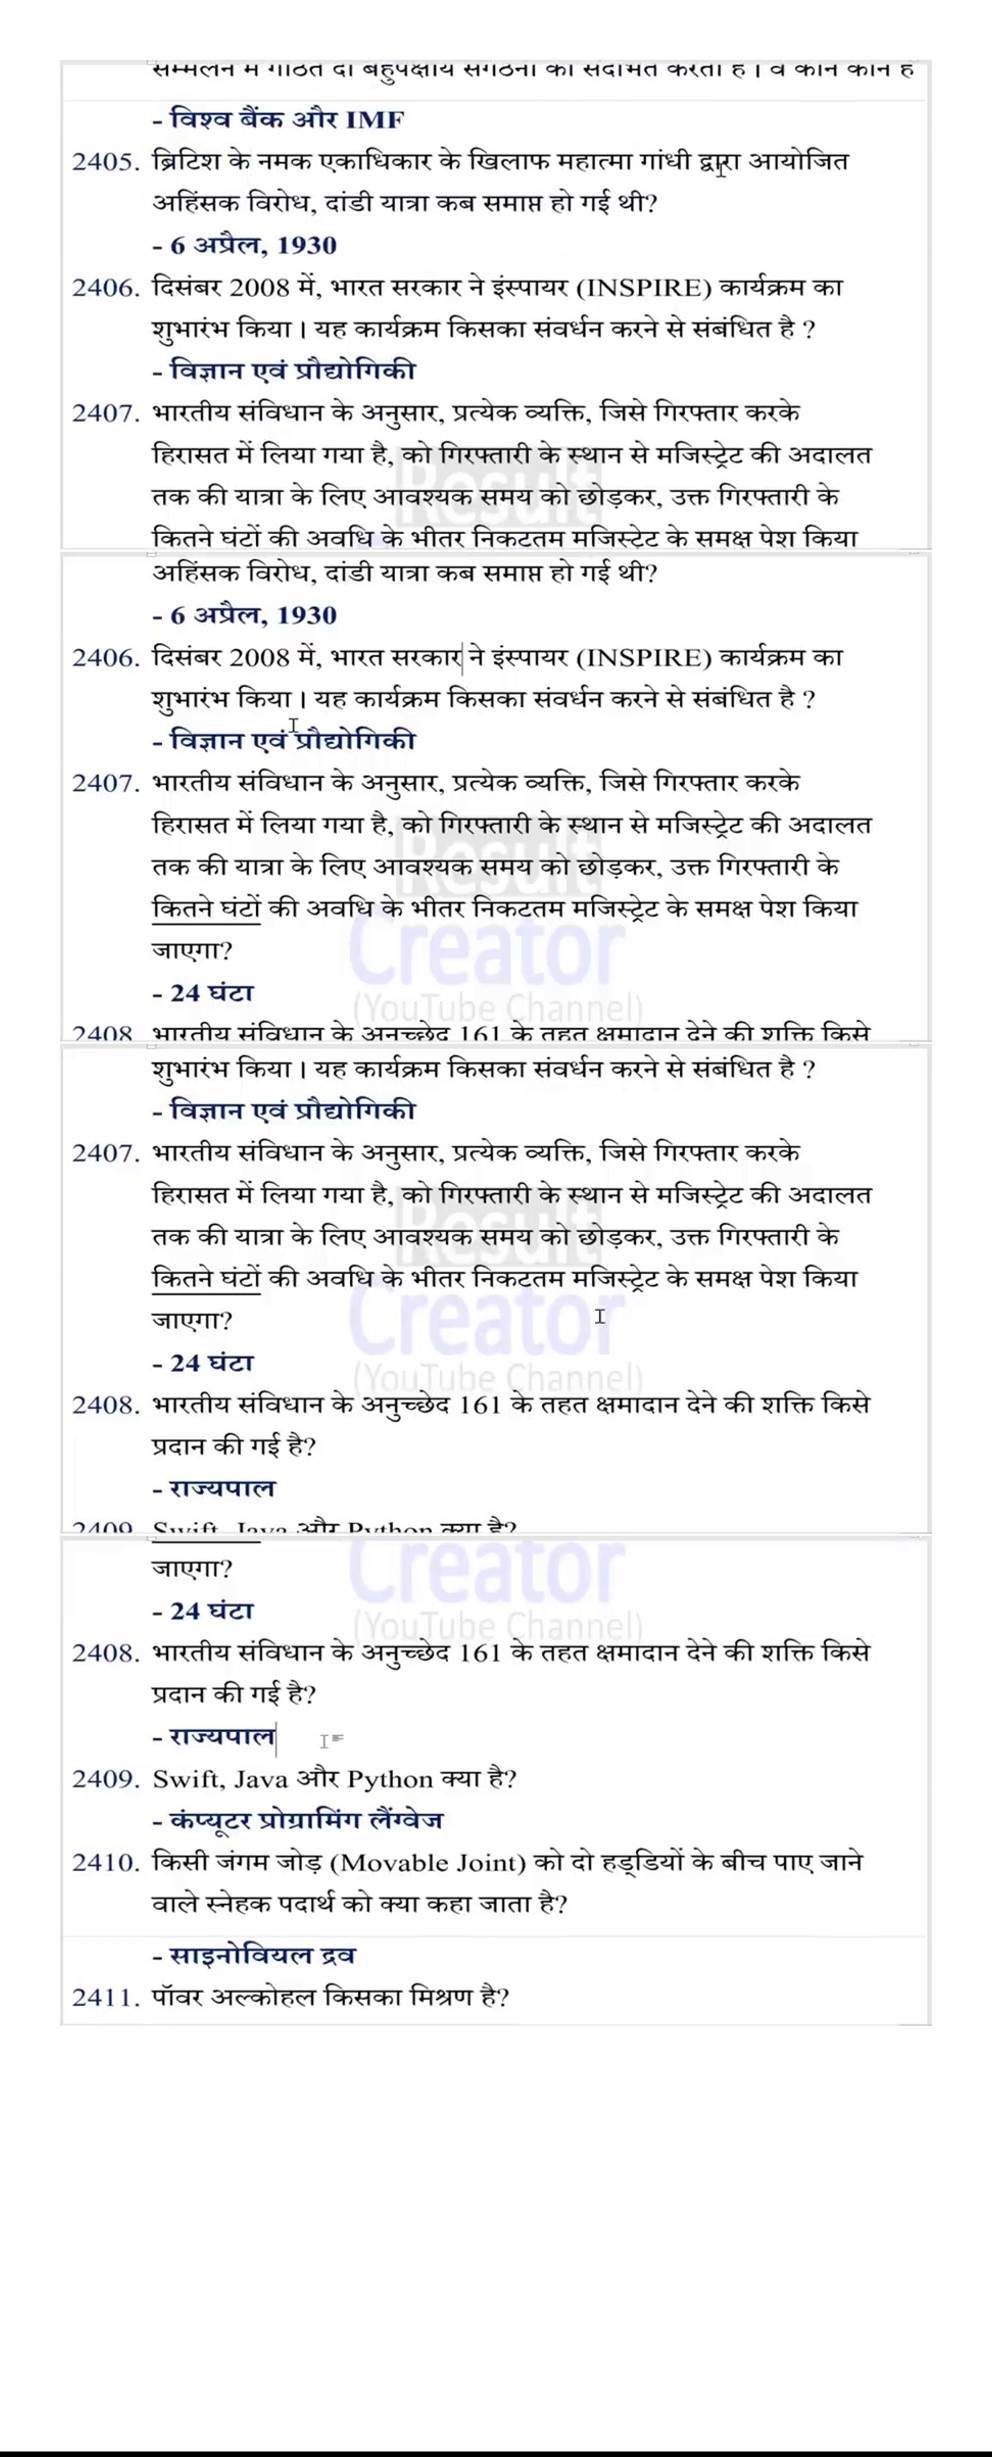 सम्मेलन में गठित दो बहुपक्षीय संगठनों को संदर्भित करता है। वे कौन कौन हैं
- विश्व बैंक और IMF
2405. ब्रिटिश के नमक एकाधिकार के खिलाफ महात्मा गांधी द्वारा आयोजित
अहिंसक विरोध, दांडी यात्रा कब समाप्त हो गई थी?
- 6 अप्रैल, 1930
2406. दिसंबर 2008 में, भारत सरकार ने इंस्पायर (INSPIRE) कार्यक्रम का
शुभारंभ किया। यह कार्यक्रम किसका संवर्धन करने से संबंधित है ?
- विज्ञान एवं प्रौद्योगिकी
2407. भारतीय संविधान के अनुसार, प्रत्येक व्यक्ति, जिसे गिरफ्तार करके
हिरासत में लिया गया है, को गिरफ्तारी के स्थान से मजिस्ट्रेट की अदालत
तक की यात्रा के लिए आवश्यक समय को छोड़कर, उक्त गिरफ्तारी के
Result
कितने घंटों की अवधि के भीतर निकटतम मजिस्ट्रेट के समक्ष पेश किया
अहिंसक विरोध, दांडी यात्रा कब समाप्त हो गई थी?
- 6 अप्रैल, 1930
2406. दिसंबर 2008 में, भारत सरकार ने इंस्पायर (INSPIRE) कार्यक्रम का
शुभारंभ किया। यह कार्यक्रम किसका संवर्धन करने से संबंधित है ?
- विज्ञान एवं प्रौद्योगिकी
2407. भारतीय संविधान के अनुसार, प्रत्येक व्यक्ति, जिसे गिरफ्तार करके
हिरासत में लिया गया है, को गिरफ्तारी के स्थान से मजिस्ट्रेट की अदालत
तक की यात्रा के लिए आवश्यक समय को छोड़कर, उक्त गिरफ्तारी के
Result
कितने घंटों की अवधि के भीतर निकटतम मजिस्ट्रेट के समक्ष पेश किया
जाएगा?
Creator
- 24 घंटा
(YouTube Channel)
2408. भारतीय संविधान के अनुच्छेद 161 के तहत क्षमादान देने की शक्ति किसे
शुभारंभ किया। यह कार्यक्रम किसका संवर्धन करने से संबंधित है ?
- विज्ञान एवं प्रौद्योगिकी
2407. भारतीय संविधान के अनुसार, प्रत्येक व्यक्ति, जिसे गिरफ्तार करके
हिरासत में लिया गया है, को गिरफ्तारी के स्थान से मजिस्ट्रेट की अदालत
तक की यात्रा के लिए आवश्यक समय को छोड़कर, उक्त गिरफ्तारी के
Result
कितने घंटों की अवधि के भीतर निकटतम मजिस्ट्रेट के समक्ष पेश किया
जाएगा?
Creator
- 24 घंटा
(YouTube Channel)
2408. भारतीय संविधान के अनुच्छेद 161 के तहत क्षमादान देने की शक्ति किसे
प्रदान की गई है?
- राज्यपाल
2409. Swift, Java और Python क्या है?
जाएगा?
Creator
- 24 घंटा
(YouTube Channel)
2408. भारतीय संविधान के अनुच्छेद 161 के तहत क्षमादान देने की शक्ति किसे
प्रदान की गई है?
- राज्यपाल
2409. Swift, Java और Python क्या है?
- कंप्यूटर प्रोग्रामिंग लैंग्वेज
2410. किसी जंगम जोड़ (Movable Joint) को दो हड्डियों के बीच पाए जाने
वाले स्नेहक पदार्थ को क्या कहा जाता है?
- साइनोवियल द्रव
2411. पॉवर अल्कोहल किसका मिश्रण है?